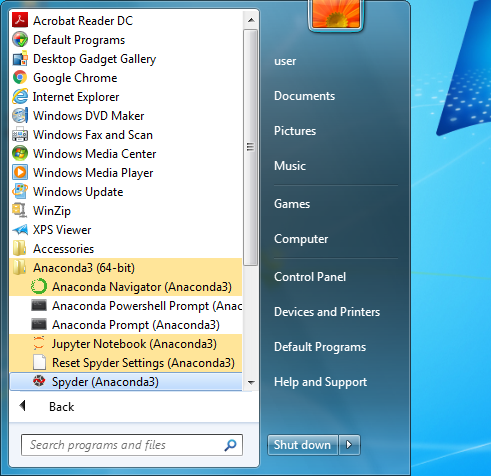 Acrobat Reader DC
Default Programs
Desktop Gadget Gallery
Google Chrome
Internet Explorer
Windows DVD Maker
Windows Fax and Scan
Windows Media Center
Windows Media Player
Windows Update
WinZip
XPS Viewer
Accessories
Anaconda3 (64-bit)
Anaconda Navigator (Anaconda3)
Anaconda Powershell Prompt (Anac
Anaconda Prompt (Anaconda3)
Jupyter Notebook (Anaconda3)
Reset Spyder Settings (Anaconda3)
Spyder (Anaconda3)
Back
Search programs and files
user
Documents
Pictures
Music
Games
Computer
Control Panel
Devices and Printers
Default Programs
Help and Support
Shut down